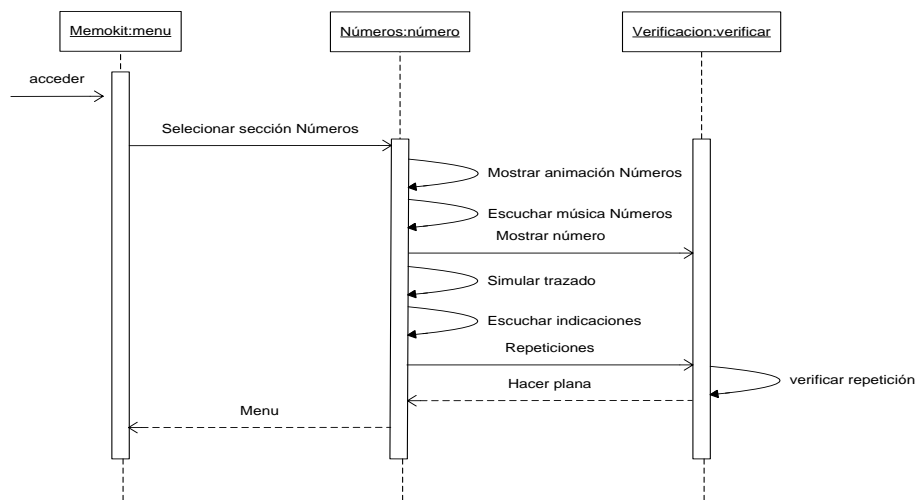 Memokit:menu
Números:número
Verificacion:verificar
acceder
Selecionar sección Números
Mostrar animación Números
Escuchar música Números
Mostrar número
Simular trazado
Escuchar indicaciones
Repeticiones
verificar repetición
Hacer plana
Menu